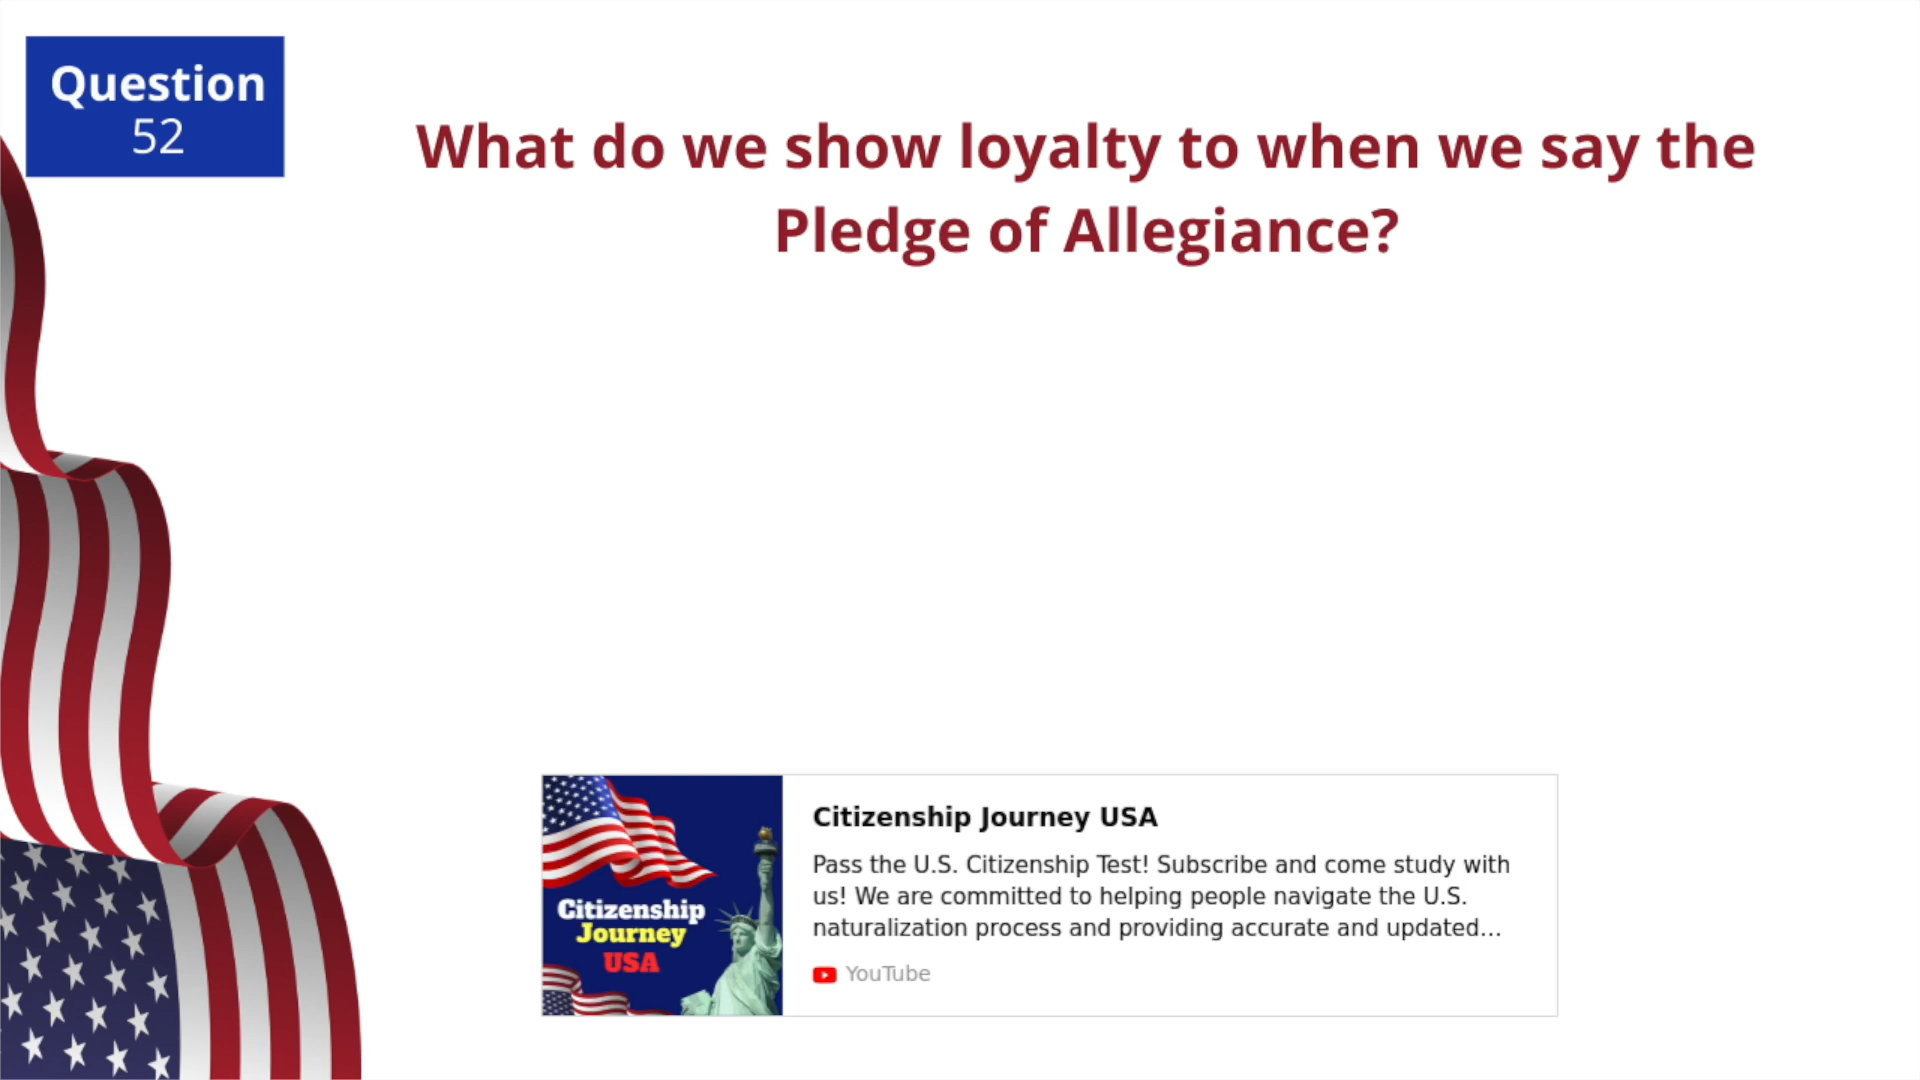 Question
52
What do we show loyalty to when we say the
Pledge of Allegiance?
Citizenship
Journey
USA
Citizenship Journey USA
Pass the U.S. Citizenship Test! Subscribe and come study with
us! We are committed to helping people navigate the U.S.
naturalization process and providing accurate and updated...
YouTube